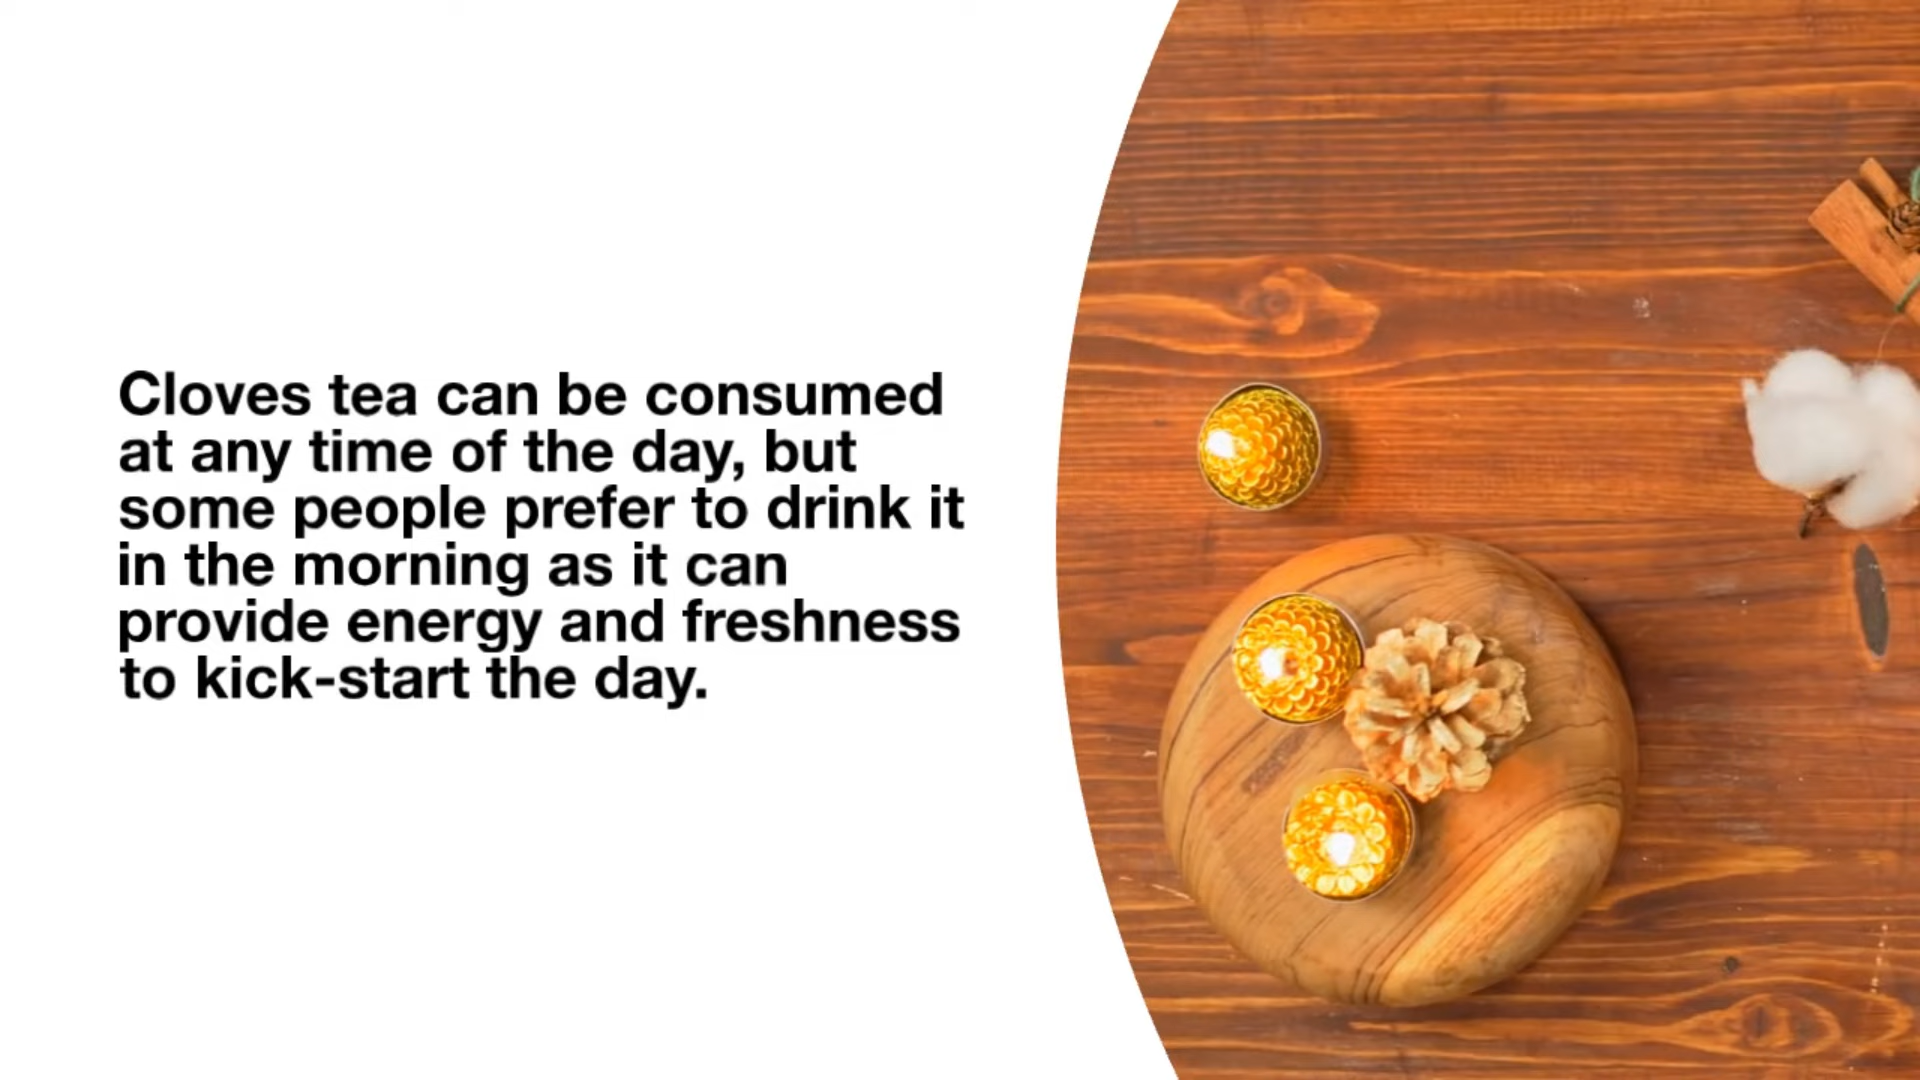 Cloves tea can be consumed
at any time of the day, but
some people prefer to drink it
in the morning as it can
provide energy and freshness
to kick-start the day.